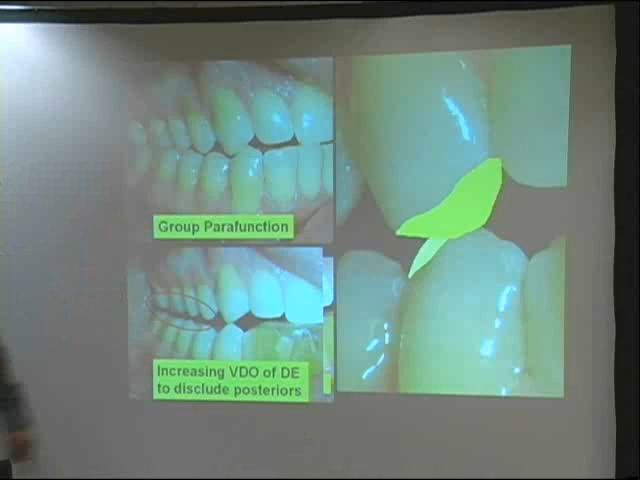 Group Parafunction
Increasing VDO of DE
to disclude posteriors